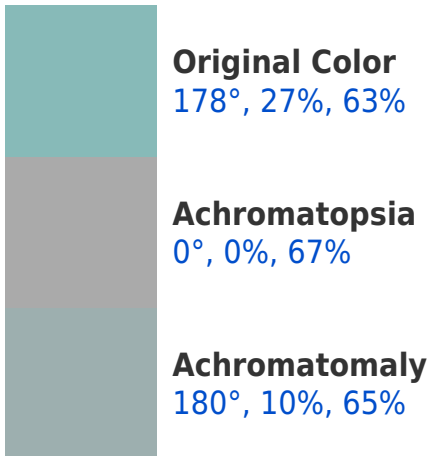 Original Color
178°, 27%, 63%
Achromatopsia
0°, 0%, 67%
Achromatomaly
180°, 10%, 65%